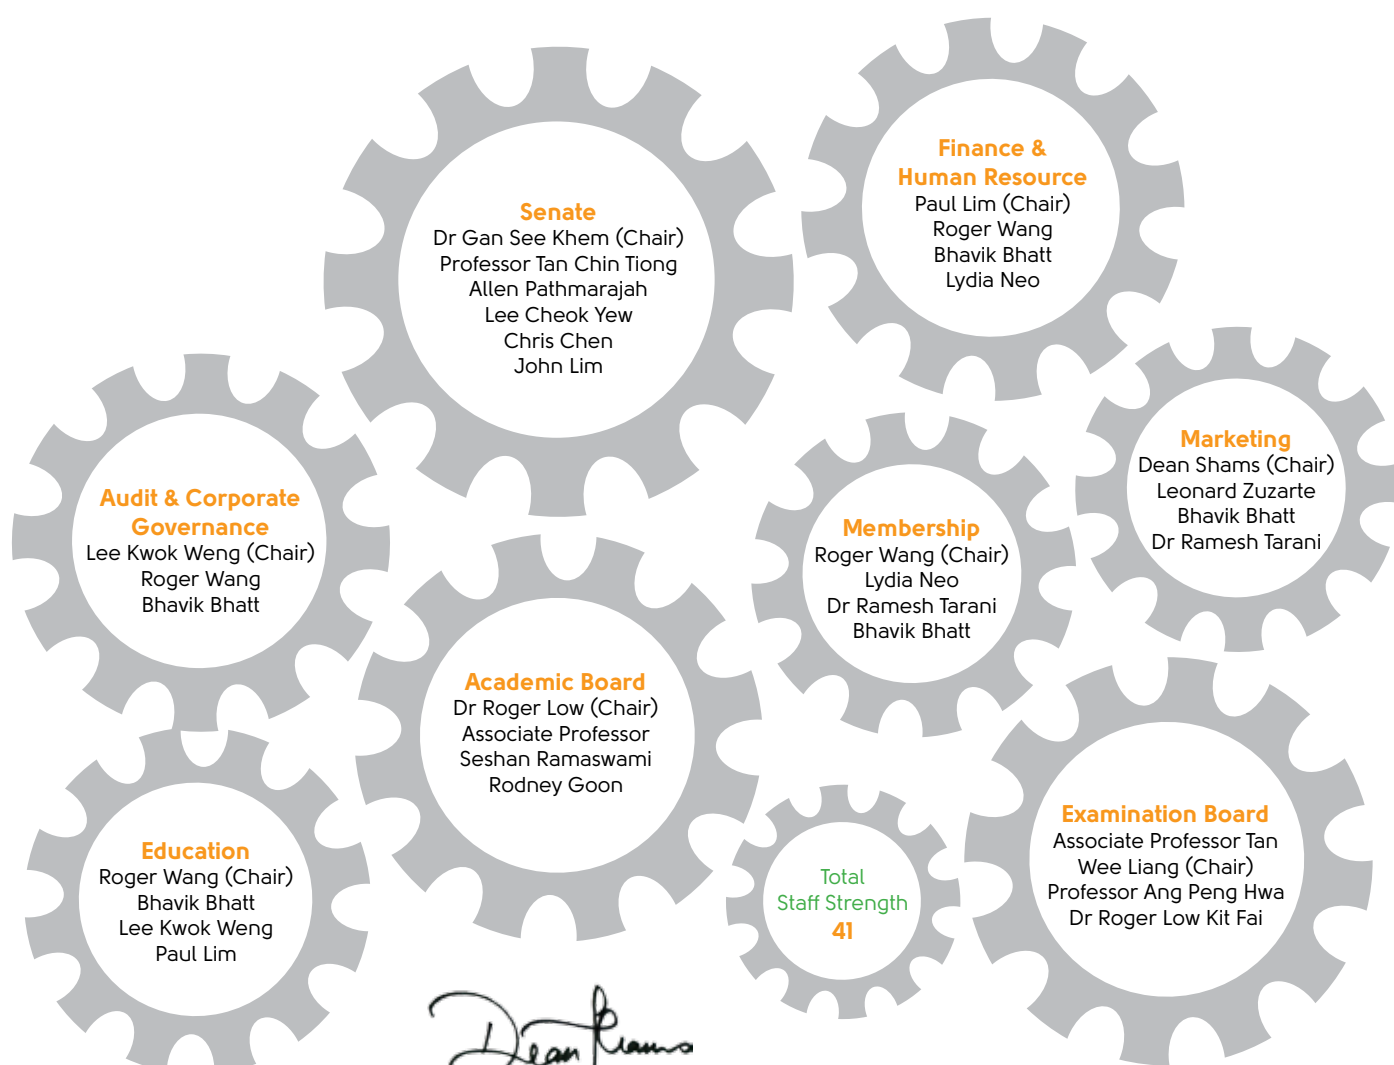 Senate
Dr Gan See Khem (Chair)
Professor Tan Chin Tiong
Allen Pathmarajah
Lee Cheok Yew
Chris Chen
John Lim
Finance &
Human Resource
Paul Lim (Chair)
Roger Wang
Bhavik Bhatt
Lydia Neo
Audit & Corporate
Governance
Lee Kwok Weng (Chair)
Roger Wang
Bhavik Bhatt
Membership
Roger Wang (Chair)
Lydia Neo
Dr Ramesh Tarani
Bhavik Bhatt
Marketing
Dean Shams (Chair)
Leonard Zuzarte
Bhavik Bhatt
Dr Ramesh Tarani
Academic Board
Dr Roger Low (Chair)
Associate Professor
Seshan Ramaswami
Rodney Goon
Education
Roger Wang (Chair)
Bhavik Bhatt
Lee Kwok Weng
Paul Lim
Total
Staff Strength
41
Examination Board
Associate Professor Tan
Wee Liang (Chair)
Professor Ang Peng Hwa
Dr Roger Low Kit Fai
Dean Shams